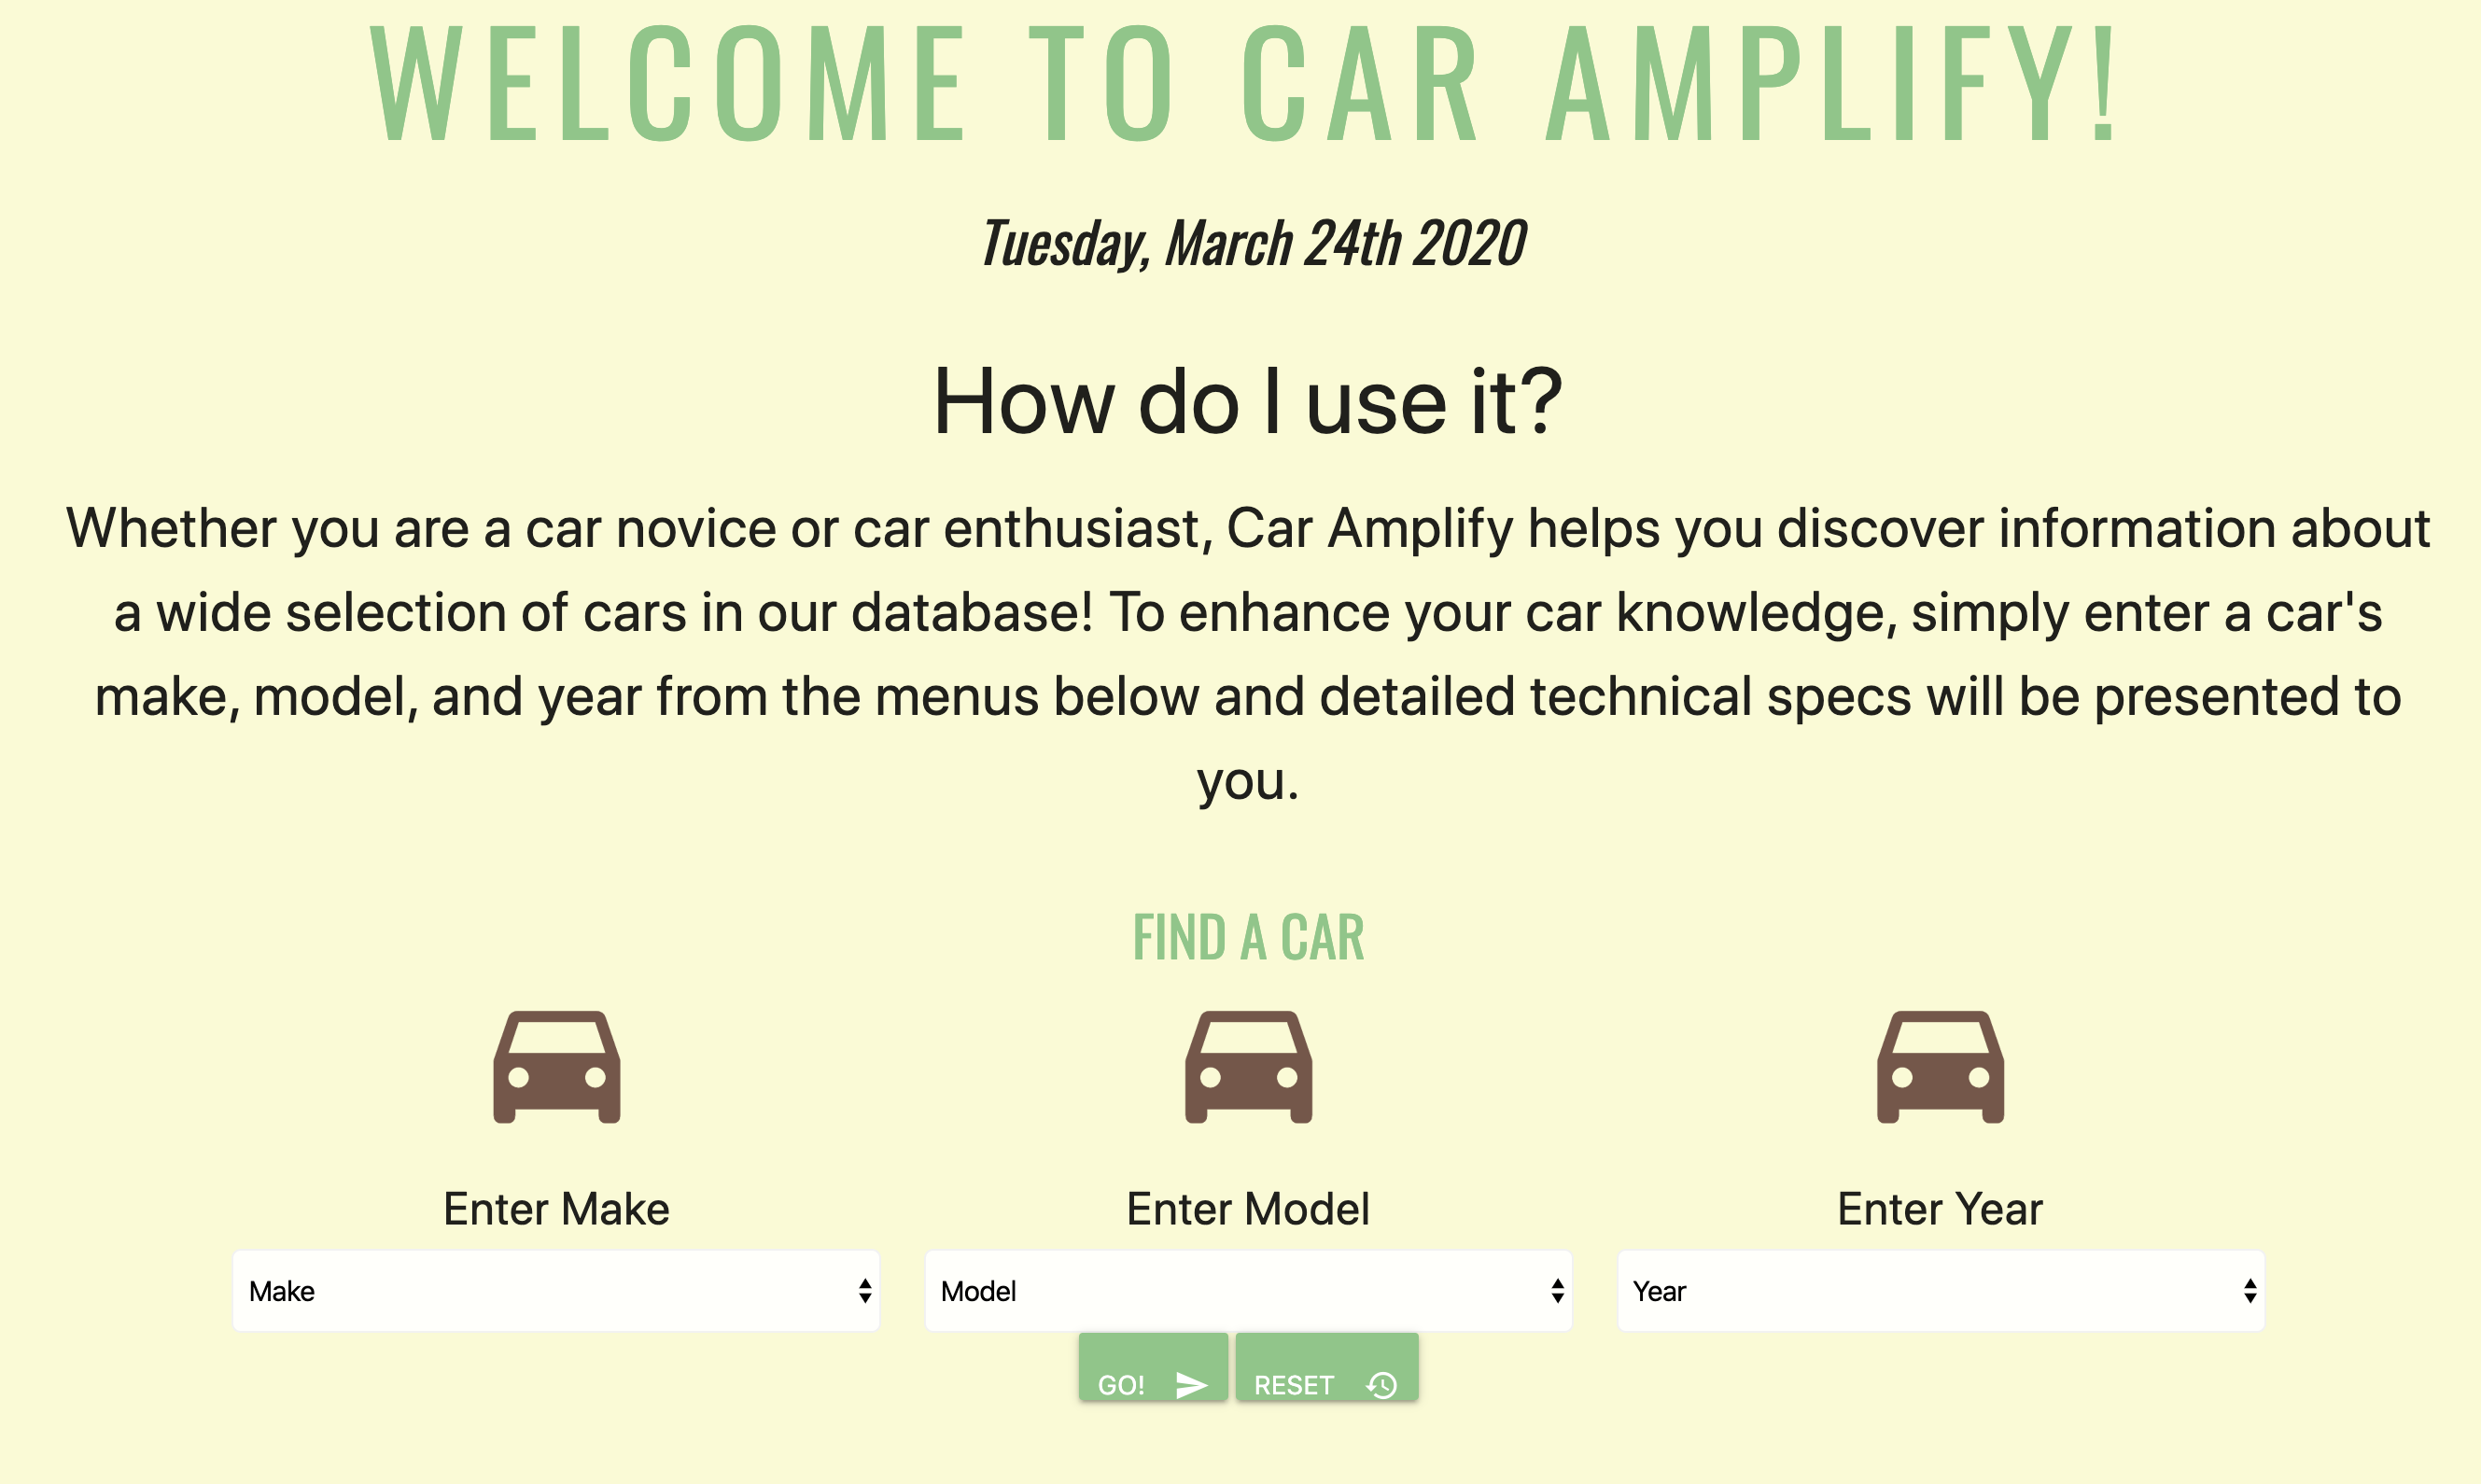 WELCOME TO CAR AMPLIFY!
Tuesday, March 24th 2020
How do I use it?
Whether you are a car novice or car enthusiast, Car Amplify helps you discover information about
a wide selection of cars in our database! To enhance your car knowledge, simply enter a car's
make, model, and year from the menus below and detailed technical specs will be presented to
you.
FIND A CAR
Enter Make
Enter Model
Enter Year
Make
Model
Year
GO!
RESET